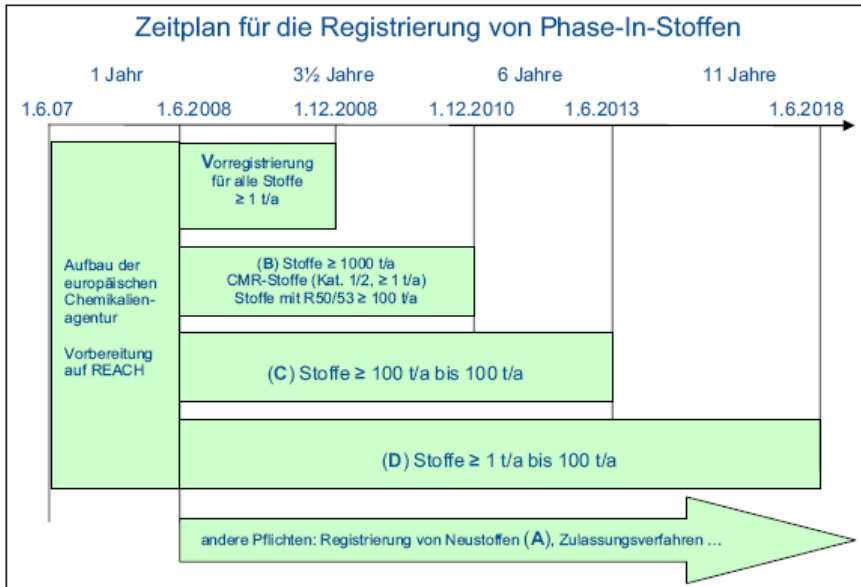 Zeitplan für die Registrierung von Phase-In-Stoffen
1 Jahr 3½ Jahre 6 Jahre 11 Jahre
1.6.07 1.6.2008 1.12.2008 1.12.2010 1.6.2013 1.6.2018
Vorregistrierung
für alle Stoffe
≥ 1 t/a
Aufbau der
europäischen
Chemikalien-
agentur
Vorbereitung
auf REACH
(B) Stoffe ≥ 1000 t/a
CMR-Stoffe (Kat. 1/2, ≥ 1 t/a)
Stoffe mit R50/53 ≥ 100 t/a
(C) Stoffe ≥ 100 t/a bis 100 t/a
(D) Stoffe ≥ 1 t/a bis 100 t/a
andere Pflichten: Registrierung von Neustoffen (A), Zulassungsverfahren ...